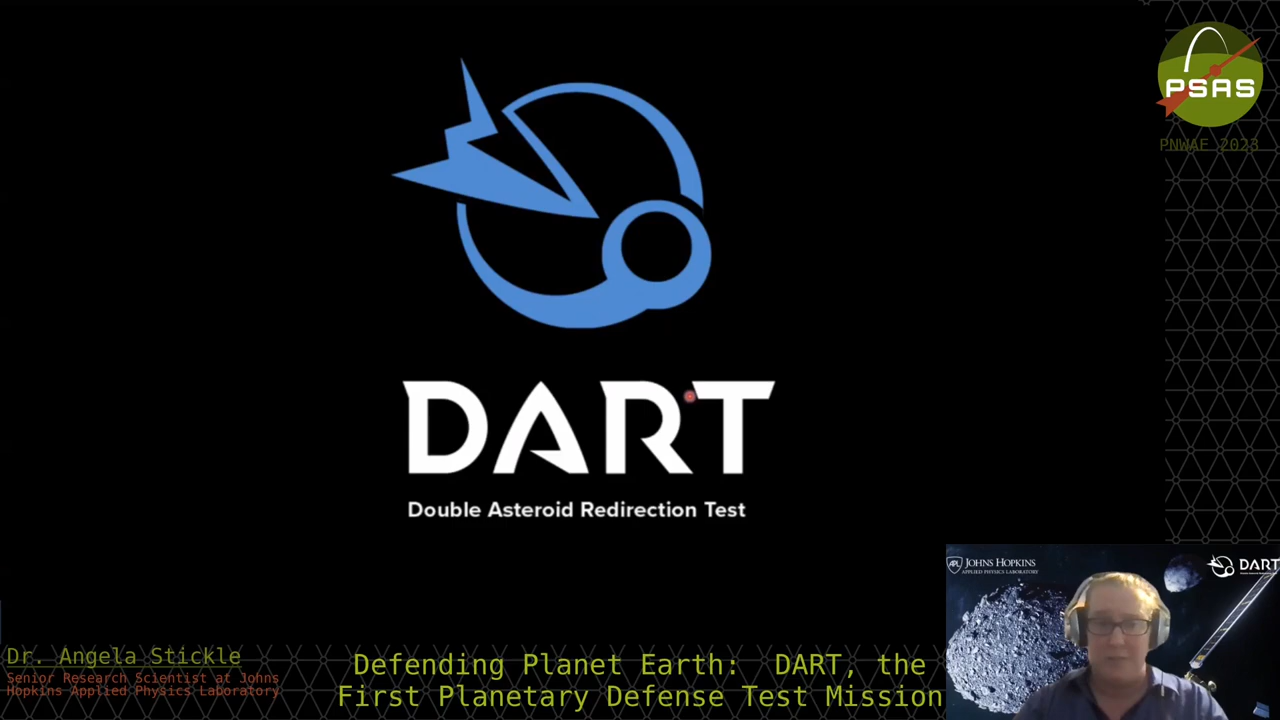 PSAS
PNWAE 2023
DART
Double Asteroid Redirection Test
JOHNS HOPKINS
APPLIED PHYSICS LABORATORY
DART
Dr. Angela Stickle
Senior Research Scientist at Johns
Hopkins Applied Physics Laboratory
Defending Planet Earth: DART, the
First Planetary Defense Test Mission